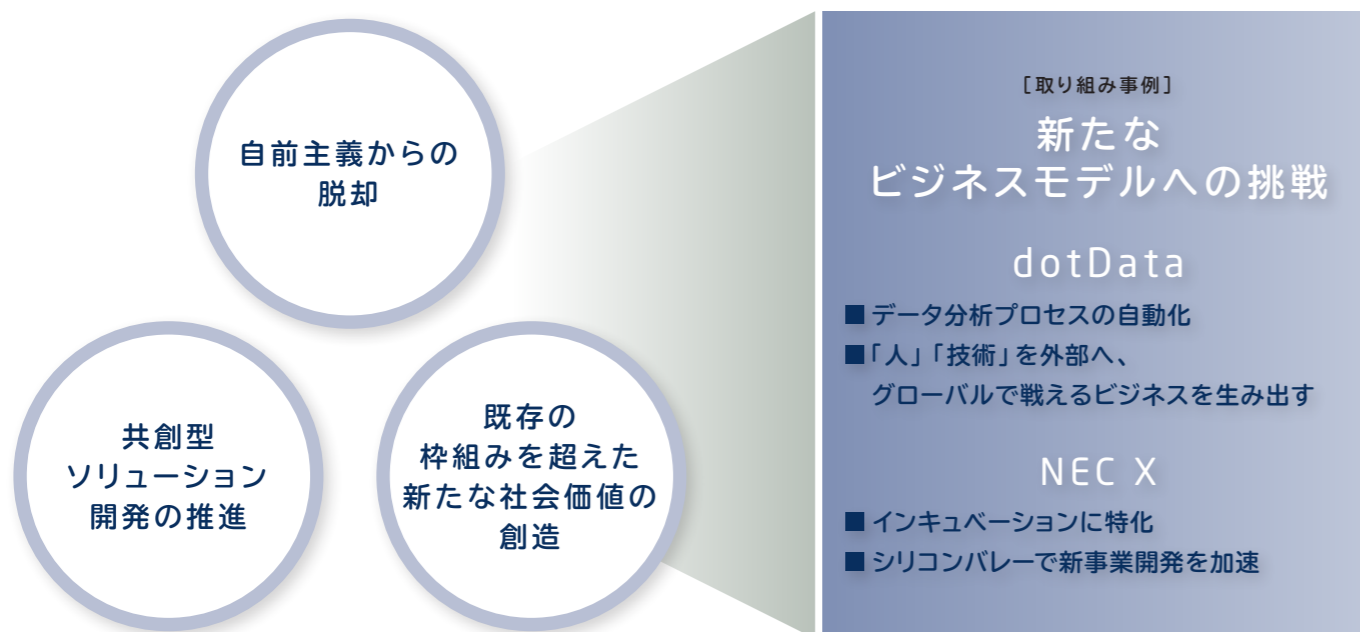 自前主義からの
脱却
共創型
ソリューション
開発の推進
既存の
枠組みを超えた
新たな社会価値の
創造
[取り組み事例]
新たな
ビジネスモデルへの挑戦
dotData
■ データ分析プロセスの自動化
■「人」「技術」を外部へ、
グローバルで戦えるビジネスを生み出す
NEC X
■ インキュベーションに特化
■ シリコンバレーで新事業開発を加速